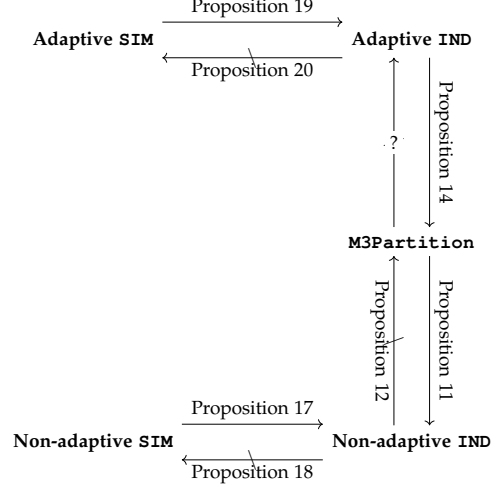 Proposition 19
Adaptive SIM
Adaptive IND
Proposition 20
?
Proposition 14
M3Partition
Proposition 12
Proposition 11
Proposition 17
Non-adaptive SIM
Non-adaptive IND
Proposition 18